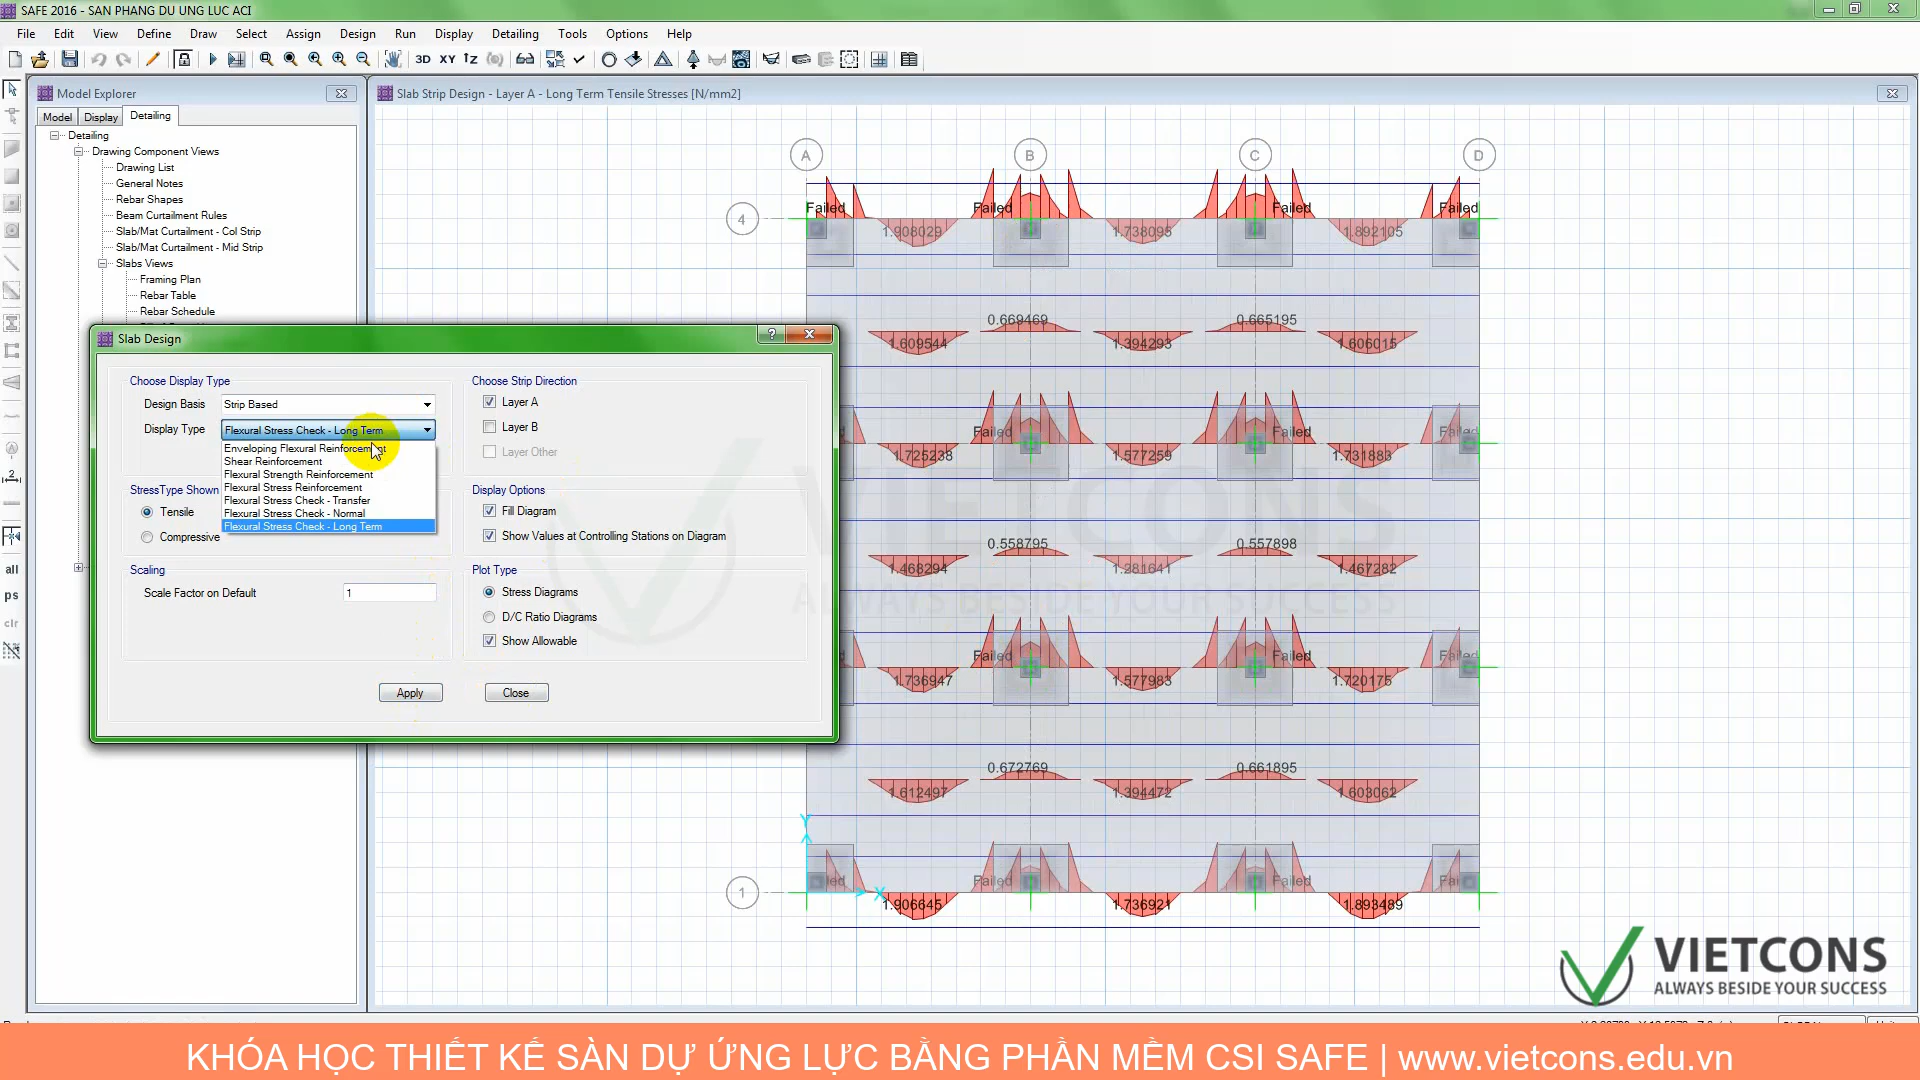 SAFE 2016 - SAN PHANG DU UNG LUC ACI
File Edit View Define Draw Select Assign Design Run Display Detailing Tools Options Help
3D XY
Model Explorer
Model Display Detailing
Detailing
Drawing Component Views
Drawing List
General Notes
Rebar Shapes
Beam Curtailment Rules
Slab/Mat Curtailment - Col Strip
Slab/Mat Curtailment - Mid Strip
Slabs Views
Framing Plan
Rebar Table
Rebar Schedule
all
ps
clr
Slab Design
Choose Display Type
Design Basis Strip Based
Display Type Flexural Stress Check - Long Term
Enveloping Flexural Reinforcement
Shear Reinforcement
Flexural Strength Reinforcement
Flexural Stress Reinforcement
Flexural Stress Check - Transfer
Flexural Stress Check - Normal
Flexural Stress Check - Long Term
StressType Shown
Tensile
Compressive
Scaling
Scale Factor on Default 1
Choose Strip Direction
Layer A
Layer B
Layer Other
Display Options
Fill Diagram
Show Values at Controlling Stations on Diagram
Plot Type
Stress Diagrams
D/C Ratio Diagrams
Show Allowable
Apply Close
Slab Strip Design - Layer A - Long Term Tensile Stresses [N/mm2]
A B C D
Failed Failed Failed Failed
4
1.908029 1.738095 1.892105
0.669469 0.665195
1.609544 1.394293 1.606015
Failed Failed Failed
1.725238 1.577259 1.731883
0.558795 0.557898
1.468294 1.281641 1.467282
Failed Failed Failed
1.736947 1.577983 1.720175
0.672769 0.661895
1.612497 1.394472 1.603062
Y
Failed Failed
1 X
1.906645 1.736921 1.893489
VIETCONS
ALWAYS BESIDE YOUR SUCCESS
VIETCONS
ALWAYS BESIDE YOUR SUCCESS
KHÓA HỌC THIẾT KẾ SÀN DỰ ỨNG LỰC BẰNG PHẦN MỀM CSI SAFE | www.vietcons.edu.vn